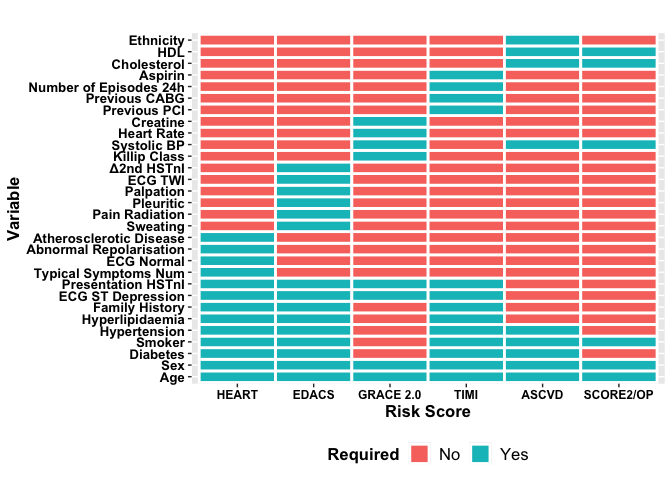 Ethnicity
HDL
Cholesterol
Aspirin
Number of Episodes 24h
Previous CABG
Previous PCI
Creatine
Heart Rate
Systolic BP
Killip Class
Δ2nd HSTnI
ECG TWI
Palpation
Pleuritic
Pain Radiation
Sweating
Atherosclerotic Disease
Abnormal Repolarisation
ECG Normal
Typical Symptoms Num
Presentation HSTnI
ECG ST Depression
Family History
Hyperlipidaemia
Hypertension
Smoker
Diabetes
Sex
Age
Variable
HEART EDACS GRACE 2.0 TIMI ASCVD SCORE2/OP
Risk Score
Required No Yes